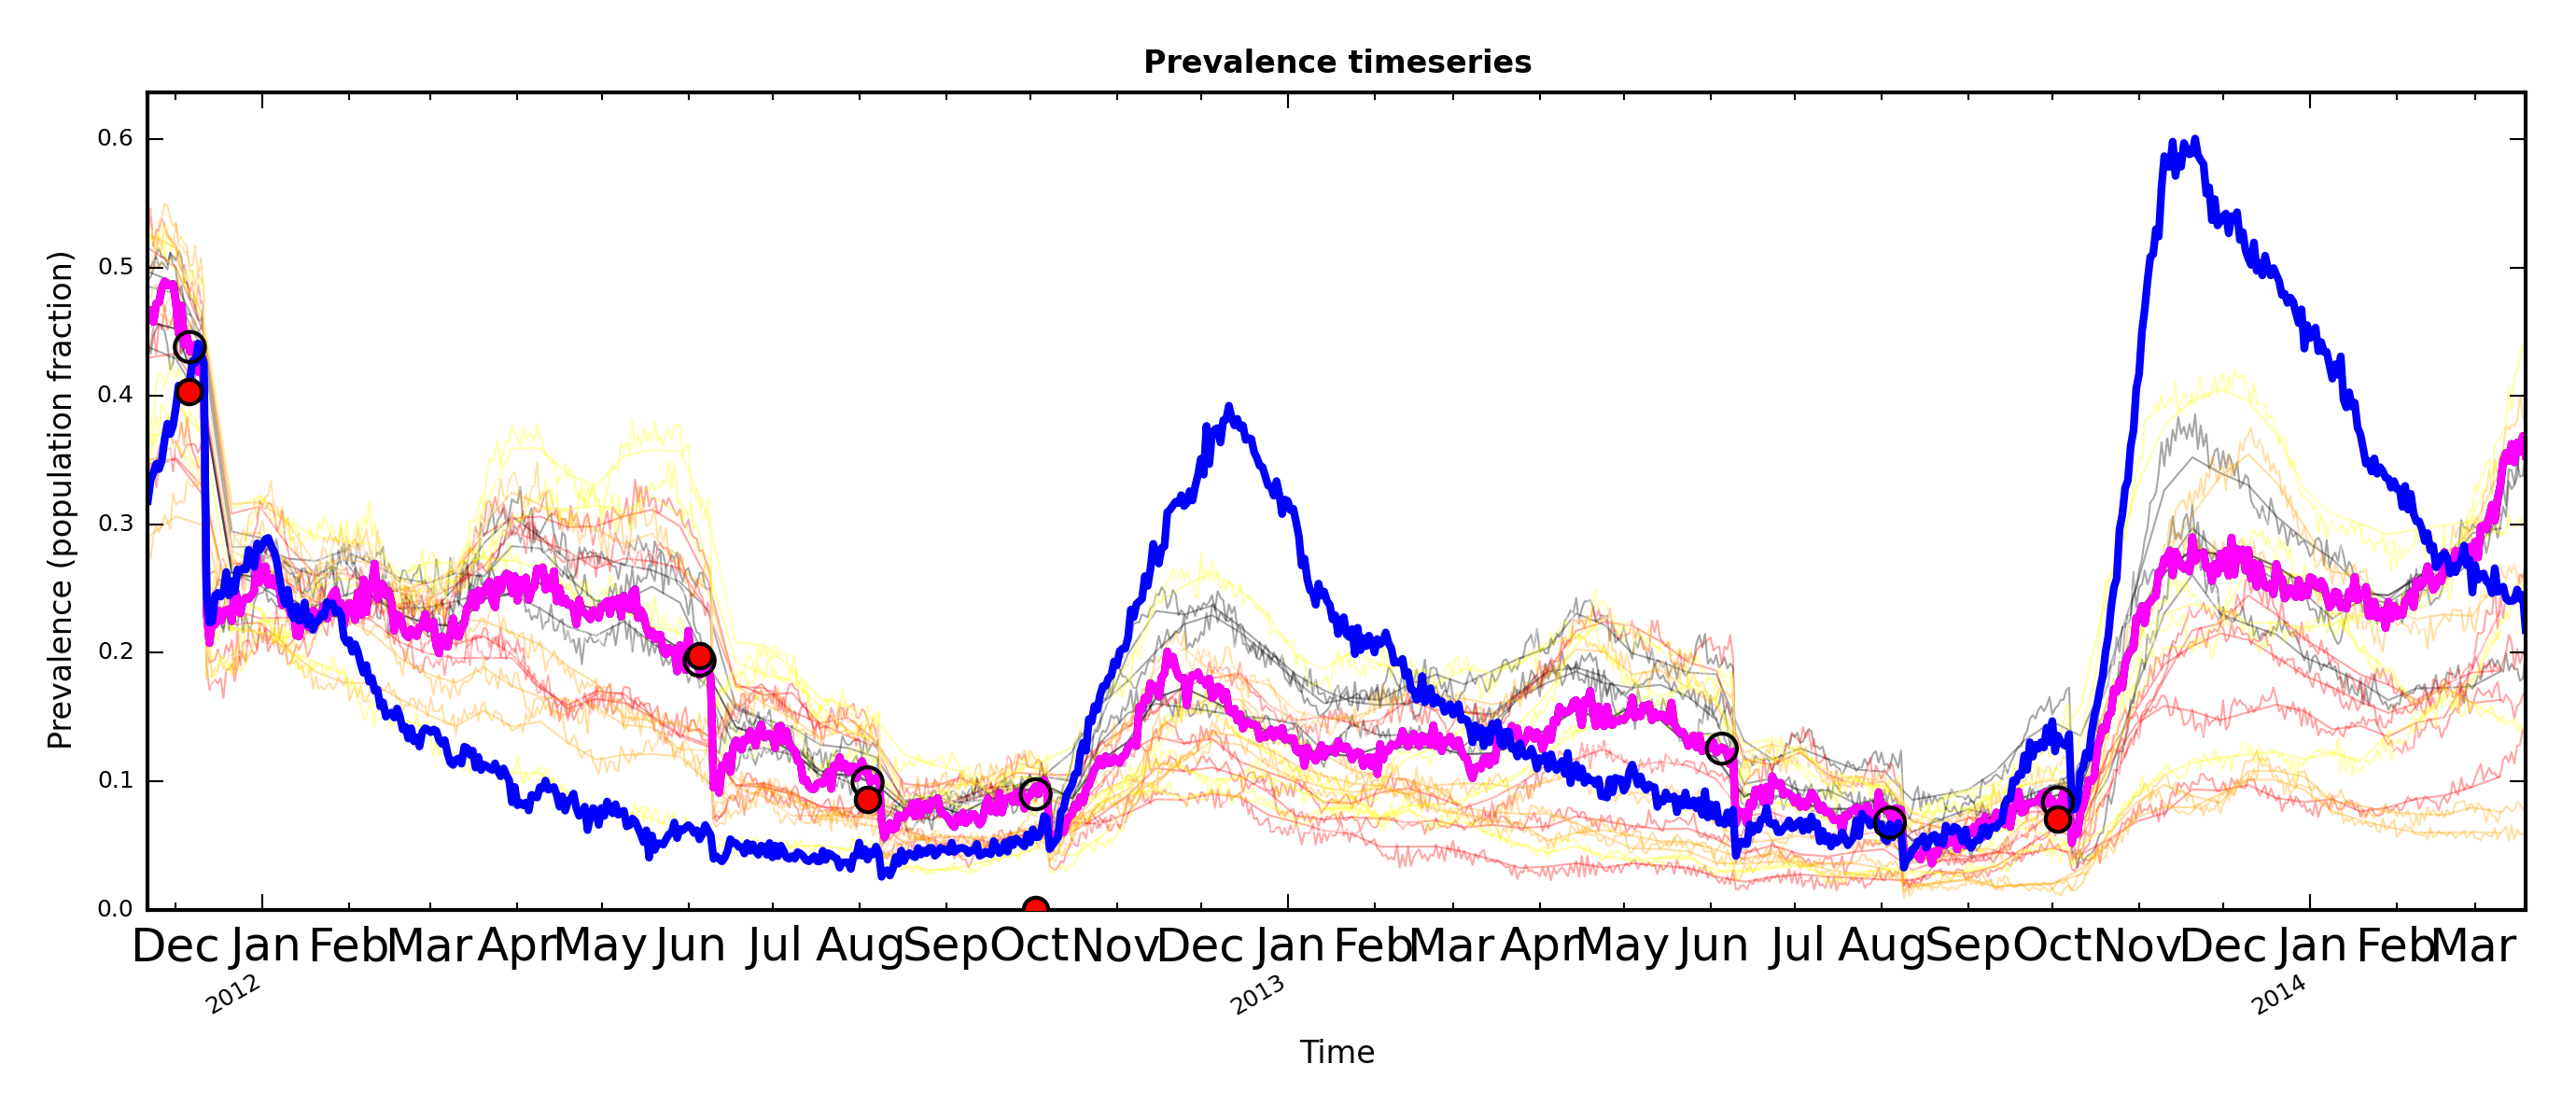 Prevalence timeseries
Prevalence (population fraction)
0.6
0.5
0.4
0.3
0.2
0.1
0.0
Dec Jan Feb Mar Apr May Jun Jul Aug Sep Oct Nov Dec Jan Feb Mar Apr May Jun Jul Aug Sep Oct Nov Dec Jan Feb Mar
2012 2013 2014
Time